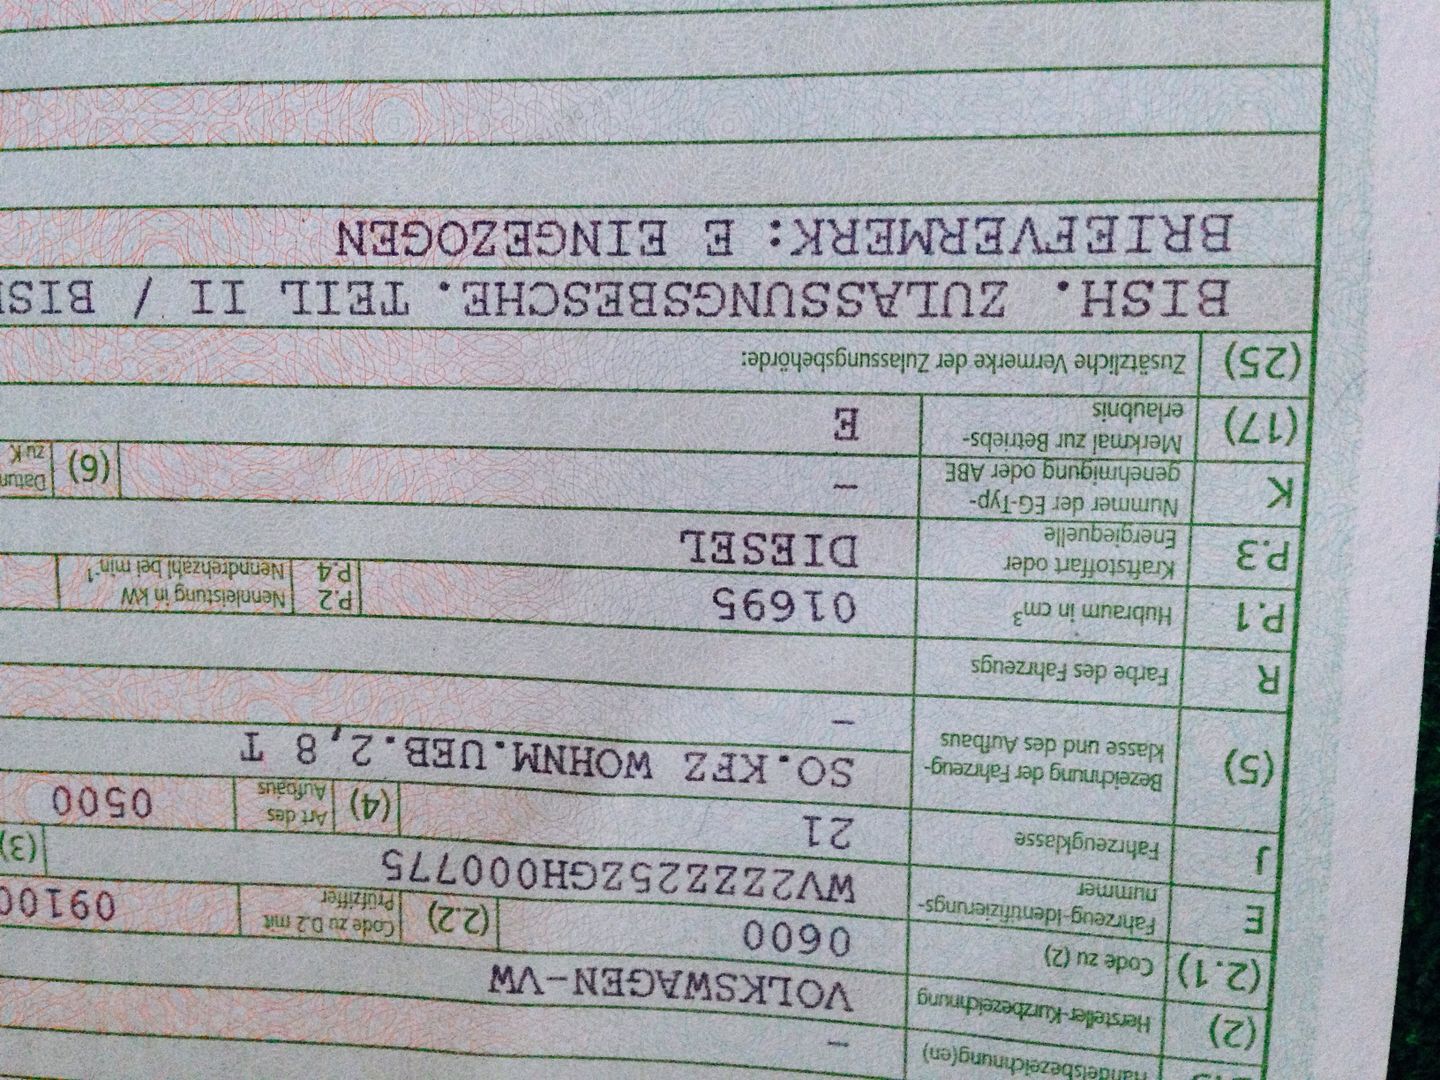 Handelsbezeichnung(en) –
(2) Hersteller-Kurzbezeichnung VOLKSWAGEN-VW
(2.1) Code zu (2) 0600 (2.2) Code zu D.2 mit Prüfziffer 09100
E Fahrzeug-Identifizierungs-
nummer WV2ZZZ25ZGH000775 (3)
J Fahrzeugklasse 21 (4) Art des Aufbaus 0500
(5) Bezeichnung der Fahrzeug-
klasse und des Aufbaus SO.KFZ WOHNM.UEB.2,8 T
–
R Farbe des Fahrzeugs
P.1 Hubraum in cm³ 01695 P.2 Nennleistung in kW
P.4 Nenndrehzahl bei min⁻¹
P.3 Kraftstoffart oder
Energiequelle DIESEL
K Nummer der EG-Typ-
genehmigung oder ABE – (6)
zu K
(17) Merkmal zur Betriebs-
erlaubnis E
(25) Zusätzliche Vermerke der Zulassungsbehörde:
BISH. ZULASSUNGSBESCHE. TEIL II /
BRIEFVERMERK: E EINGEZOGEN